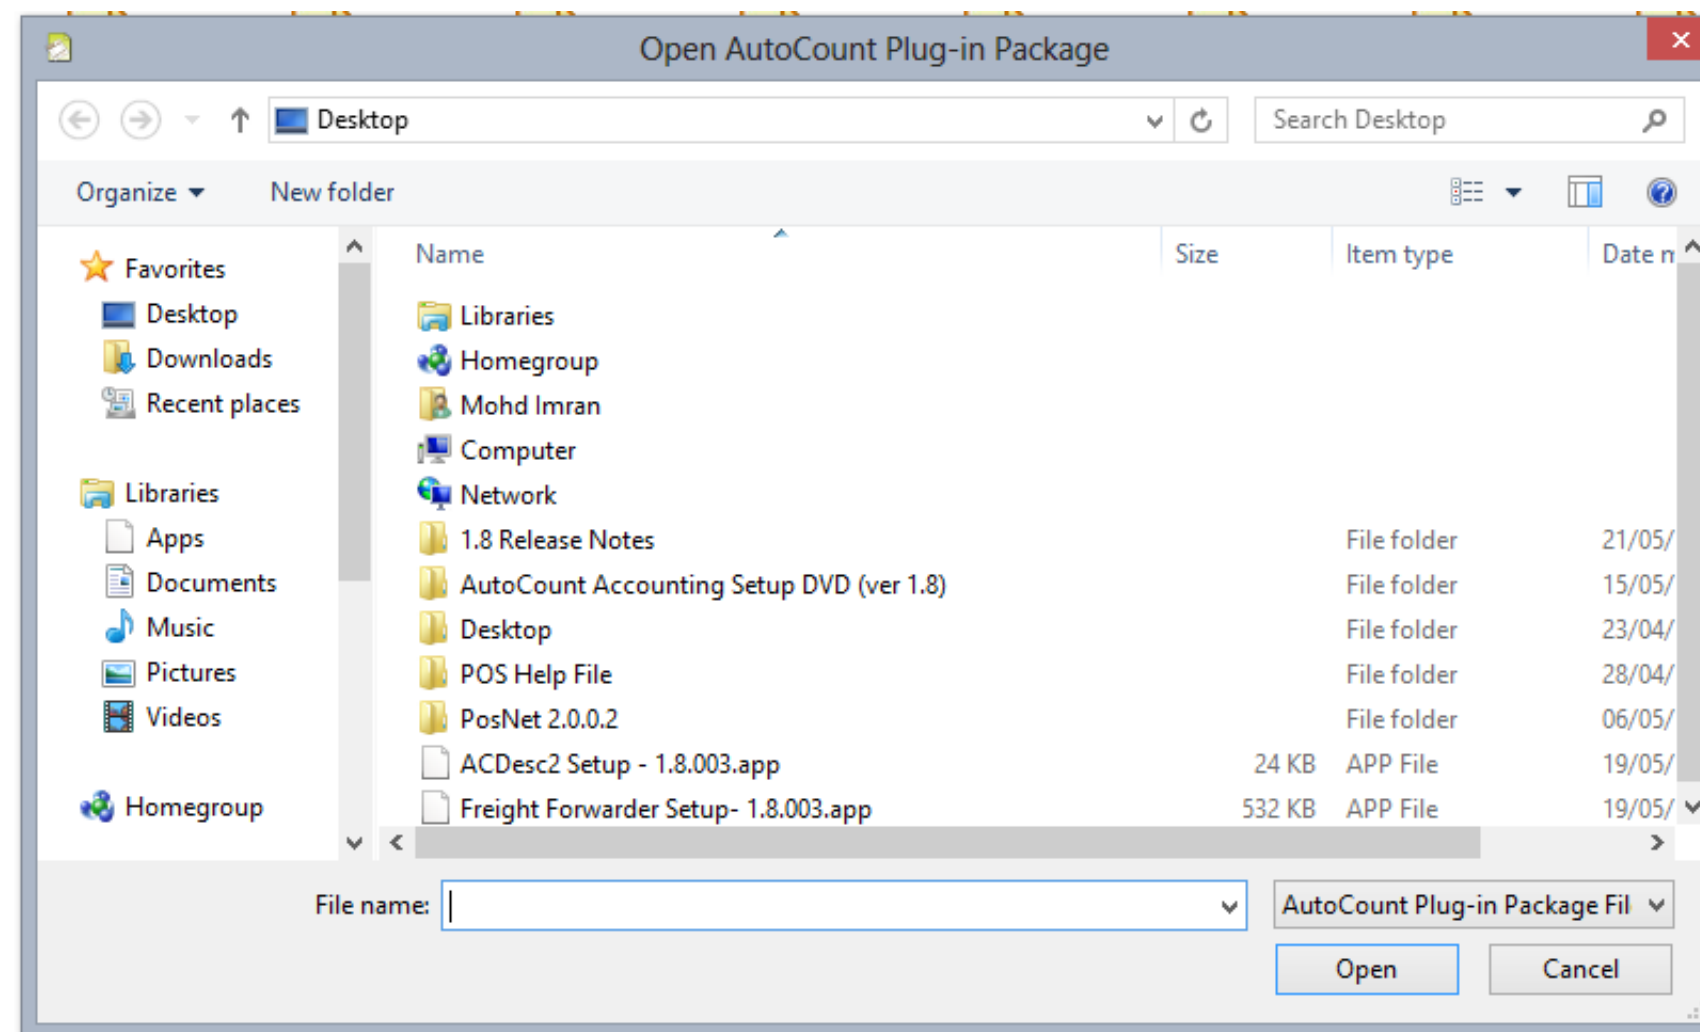 Open AutoCount Plug-in Package
Desktop
Search Desktop
Organize
New folder
Name Size Item type Date m
Favorites
Desktop
Downloads
Recent places
Libraries
Apps
Documents
Music
Pictures
Videos
Homegroup
Libraries
Homegroup
Mohd Imran
Computer
Network
1.8 Release Notes File folder 21/05/
AutoCount Accounting Setup DVD (ver 1.8) File folder 15/05/
Desktop File folder 23/04/
POS Help File File folder 28/04/
PosNet 2.0.0.2 File folder 06/05/
ACDesc2 Setup - 1.8.003.app 24 KB APP File 19/05/
Freight Forwarder Setup- 1.8.003.app 532 KB APP File 19/05/
File name:
AutoCount Plug-in Package Fil
Open
Cancel